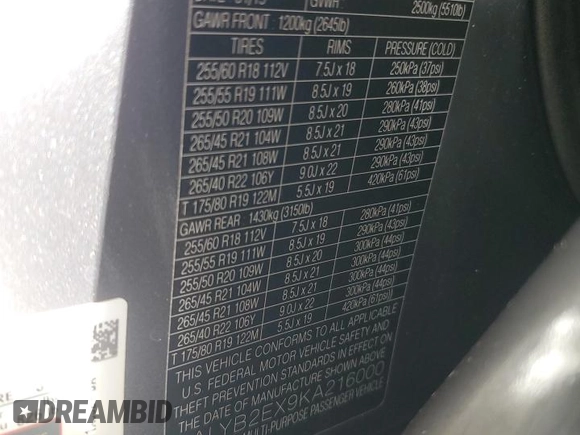 2500kg (5510lb)
GAWR FRONT : 1200kg (2645lb)
TIRES RIMS PRESSURE (COLD)
255/60 R18 112V 7.5J x 18 250kPa (37psi)
255/55 R19 111W 8.5J x 19 260kPa (38psi)
255/50 R20 109W 8.5J x 20 280kPa (41psi)
265/45 R21 104W 8.5J x 21 290kPa (43psi)
265/45 R21 108W 8.5J x 21 290kPa (43psi)
265/40 R22 106Y 9.0J x 22 290kPa (43psi)
T 175/80 R19 122M 5.5J x 19 420kPa (61psi)
GAWR REAR : 1430kg (3150lb)
255/60 R18 112V 7.5J x 18 280kPa (41psi)
255/55 R19 111W 8.5J x 19 290kPa (43psi)
255/50 R20 109W 8.5J x 20 300kPa (44psi)
265/45 R21 104W 8.5J x 21 300kPa (44psi)
265/45 R21 108W 8.5J x 21 300kPa (44psi)
265/40 R22 106Y 9.0J x 22 300kPa (44psi)
T 175/80 R19 122M 5.5J x 19 420kPa (61psi)
THIS VEHICLE CONFORMS TO ALL APPLICABLE
U.S. FEDERAL MOTOR VEHICLE SAFETY AND
THEFT PREVENTION STANDARDS IN EFFECT ON
THE DATE OF MANUFACTURE SHOWN ABOVE
YB2EX9KA216000
MULTI-PURPOSE PASSENGER VEHICLE
DREAMBID